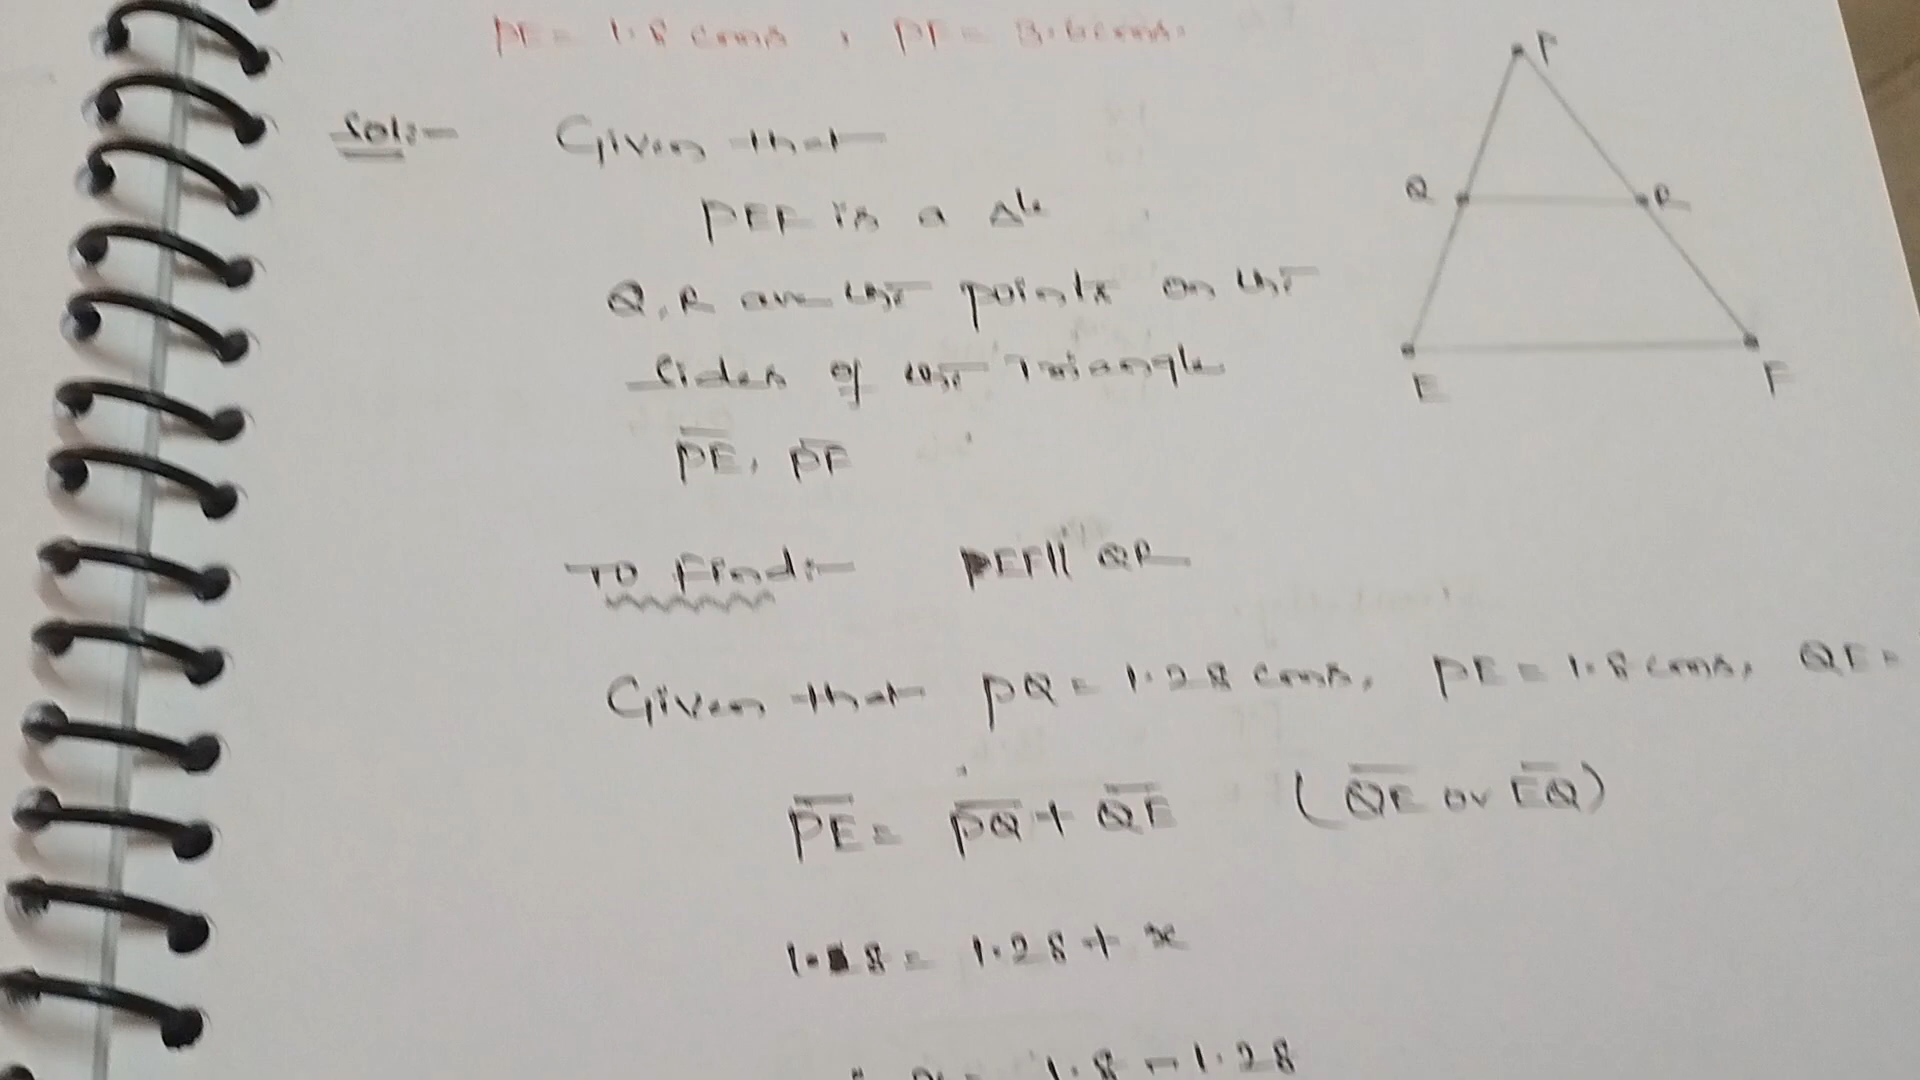 PE = 1.8 cms , PF = 3.6 cms.
P
Sol:- Given that
PEF is a Δle
Q R
Q, R are the points on the
sides of the Triangle
E F
PE, PF
To Find:- PEF || QR
Given that PQ = 1.28 cms, PE = 1.8 cms, QE =
PE = PQ + QE (QE or EQ)
1.8 = 1.28 + x
1.8 - 1.28